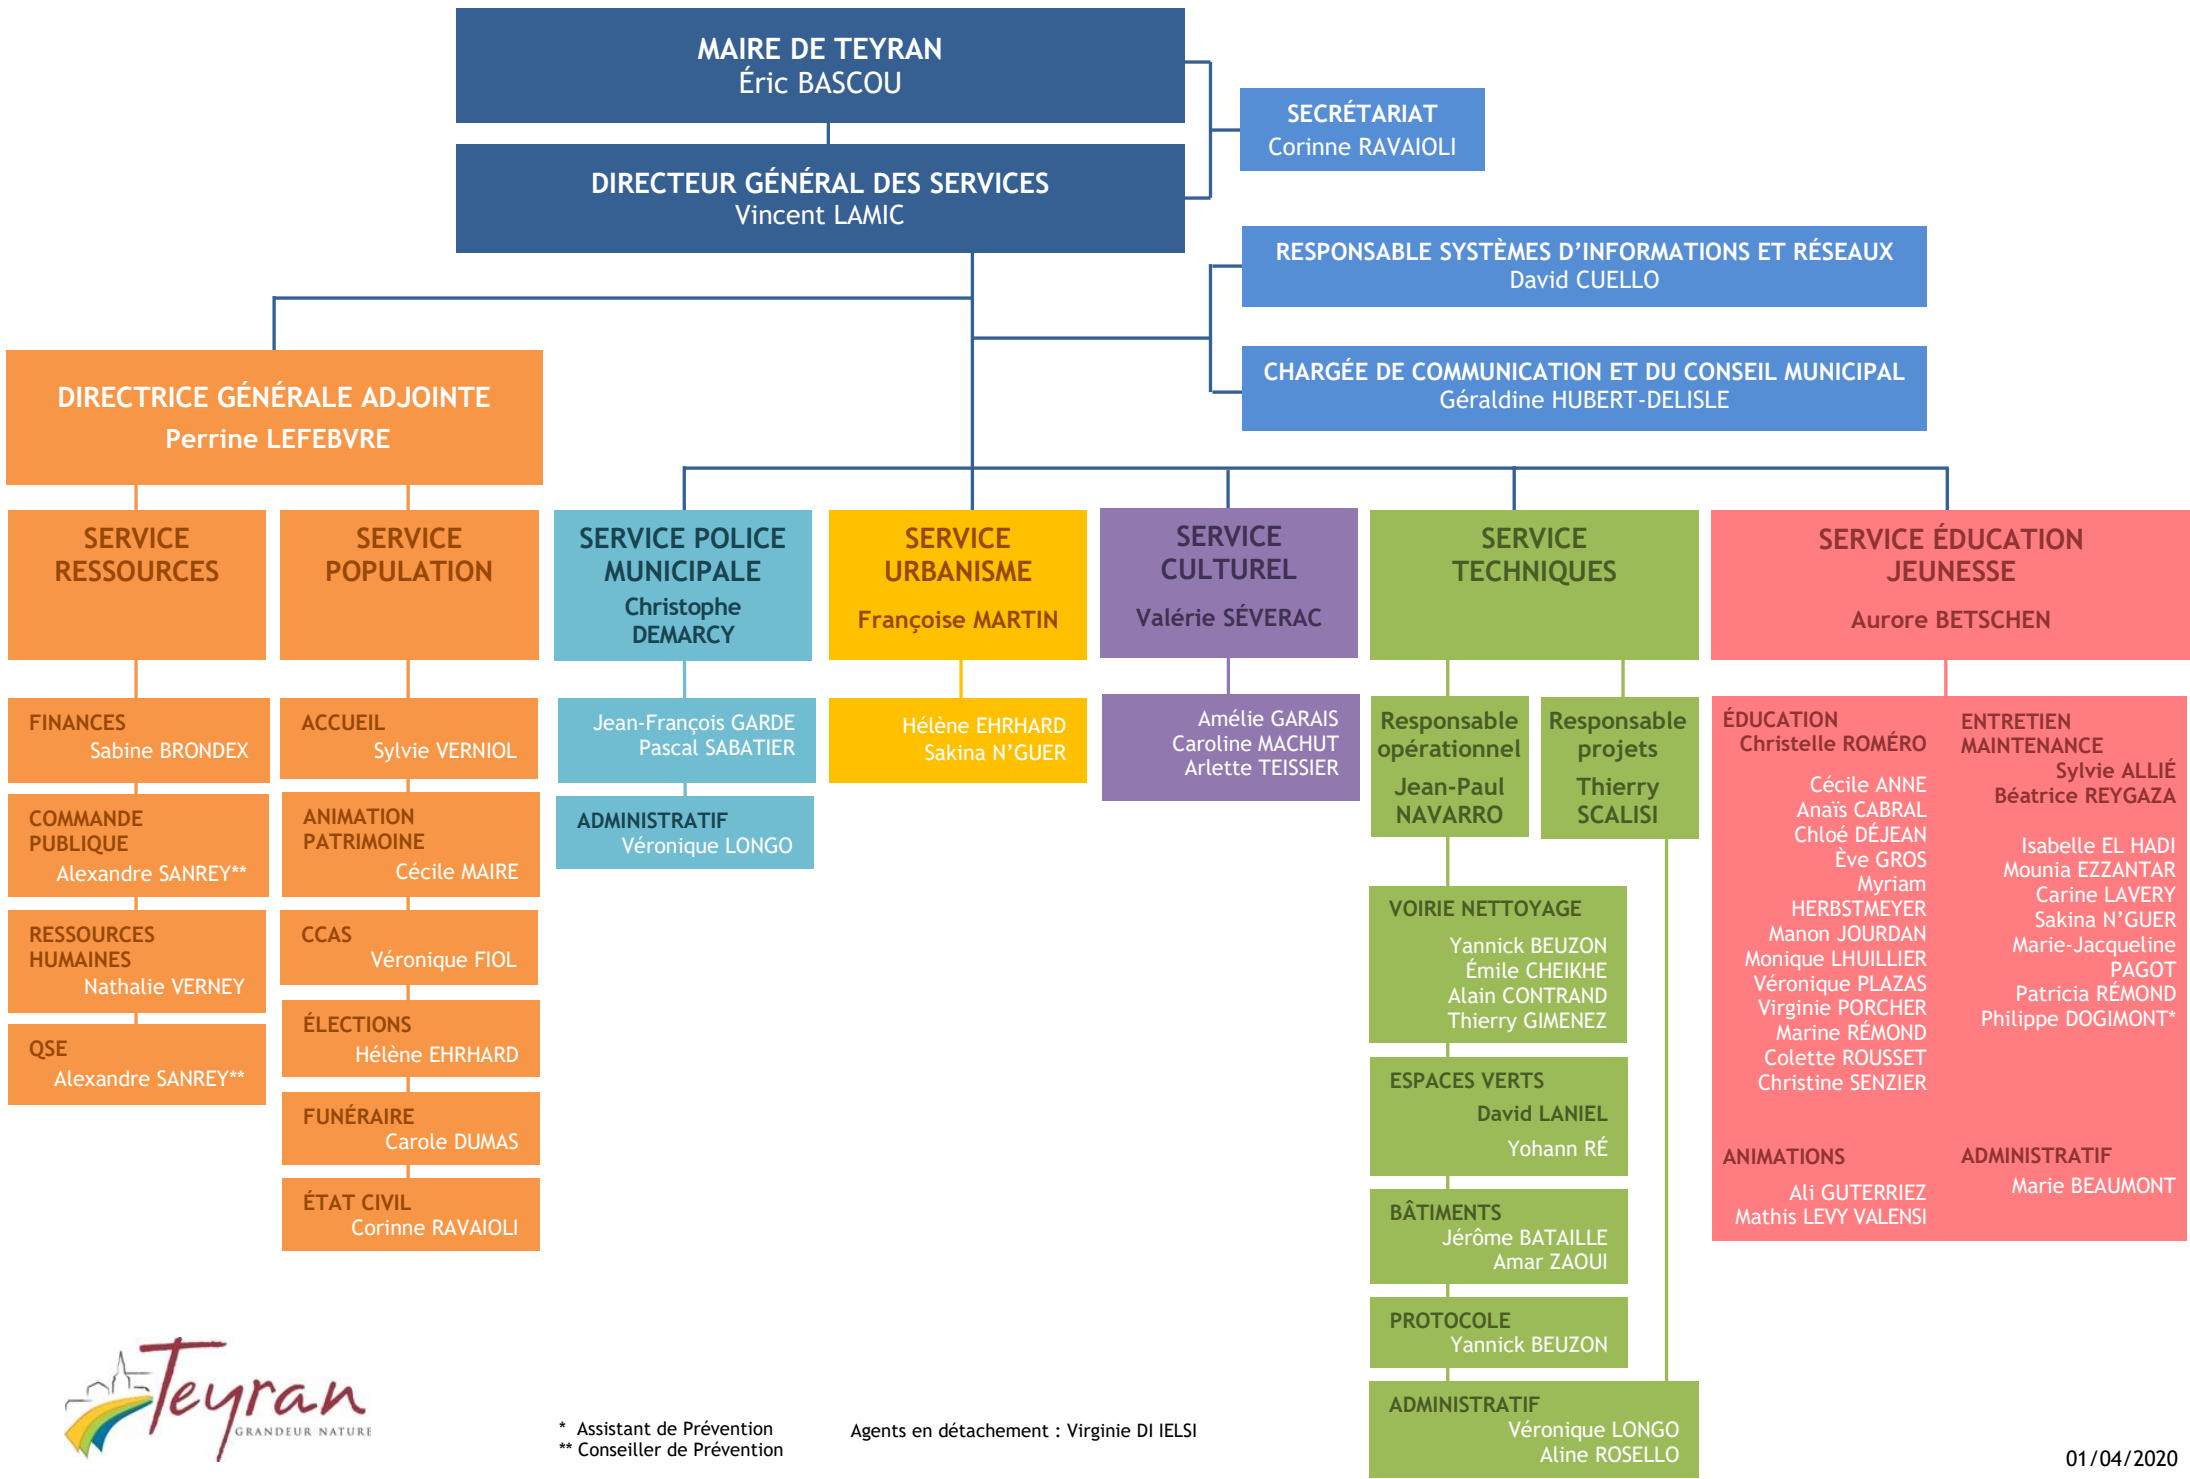 MAIRE DE TEYRAN
Éric BASCOU
SECRÉTARIAT
Corinne RAVAIOLI
DIRECTEUR GÉNÉRAL DES SERVICES
Vincent LAMIC
RESPONSABLE SYSTÈMES D’INFORMATIONS ET RÉSEAUX
David CUELLO
CHARGÉE DE COMMUNICATION ET DU CONSEIL MUNICIPAL
Géraldine HUBERT-DELISLE
DIRECTRICE GÉNÉRALE ADJOINTE
Perrine LEFEBVRE
SERVICE
RESSOURCES
FINANCES
Sabine BRONDEX
COMMANDE
PUBLIQUE
Alexandre SANREY**
RESSOURCES
HUMAINES
Nathalie VERNEY
QSE
Alexandre SANREY**
SERVICE
POPULATION
ACCUEIL
Sylvie VERNIOL
ANIMATION
PATRIMOINE
Cécile MAIRE
CCAS
Véronique FIOL
ÉLECTIONS
Hélène EHRHARD
FUNÉRAIRE
Carole DUMAS
ÉTAT CIVIL
Corinne RAVAIOLI
SERVICE POLICE
MUNICIPALE
Christophe
DEMARCY
Jean-François GARDE
Pascal SABATIER
ADMINISTRATIF
Véronique LONGO
SERVICE
URBANISME
Françoise MARTIN
Hélène EHRHARD
Sakina N’GUER
SERVICE
CULTUREL
Valérie SÉVERAC
Amélie GARAIS
Caroline MACHUT
Arlette TEISSIER
SERVICE
TECHNIQUES
Responsable
opérationnel
Jean-Paul
NAVARRO
Responsable
projets
Thierry
SCALISI
VOIRIE NETTOYAGE
Yannick BEUZON
Émile CHEIKHE
Alain CONTRAND
Thierry GIMENEZ
ESPACES VERTS
David LANIEL
Yohann RÉ
BÂTIMENTS
Jérôme BATAILLE
Amar ZAOUI
PROTOCOLE
Yannick BEUZON
ADMINISTRATIF
Véronique LONGO
Aline ROSELLO
SERVICE ÉDUCATION
JEUNESSE
Aurore BETSCHEN
ÉDUCATION
Christelle ROMÉRO
Cécile ANNE
Anaïs CABRAL
Chloé DÉJEAN
Ève GROS
Myriam
HERBSTMEYER
Manon JOURDAN
Monique LHUILLIER
Véronique PLAZAS
Virginie PORCHER
Marine RÉMOND
Colette ROUSSET
Christine SENZIER
ENTRETIEN
MAINTENANCE
Sylvie ALLIÉ
Béatrice REYGAZA
Isabelle EL HADI
Mounia EZZANTAR
Carine LAVERY
Sakina N’GUER
Marie-Jacqueline
PAGOT
Patricia RÉMOND
Philippe DOGIMONT*
ANIMATIONS
Ali GUTERRIEZ
Mathis LEVY VALENSI
ADMINISTRATIF
Marie BEAUMONT
Teyran
GRANDEUR NATURE
* Assistant de Prévention
** Conseiller de Prévention
Agents en détachement : Virginie DI IELSI
01/04/2020